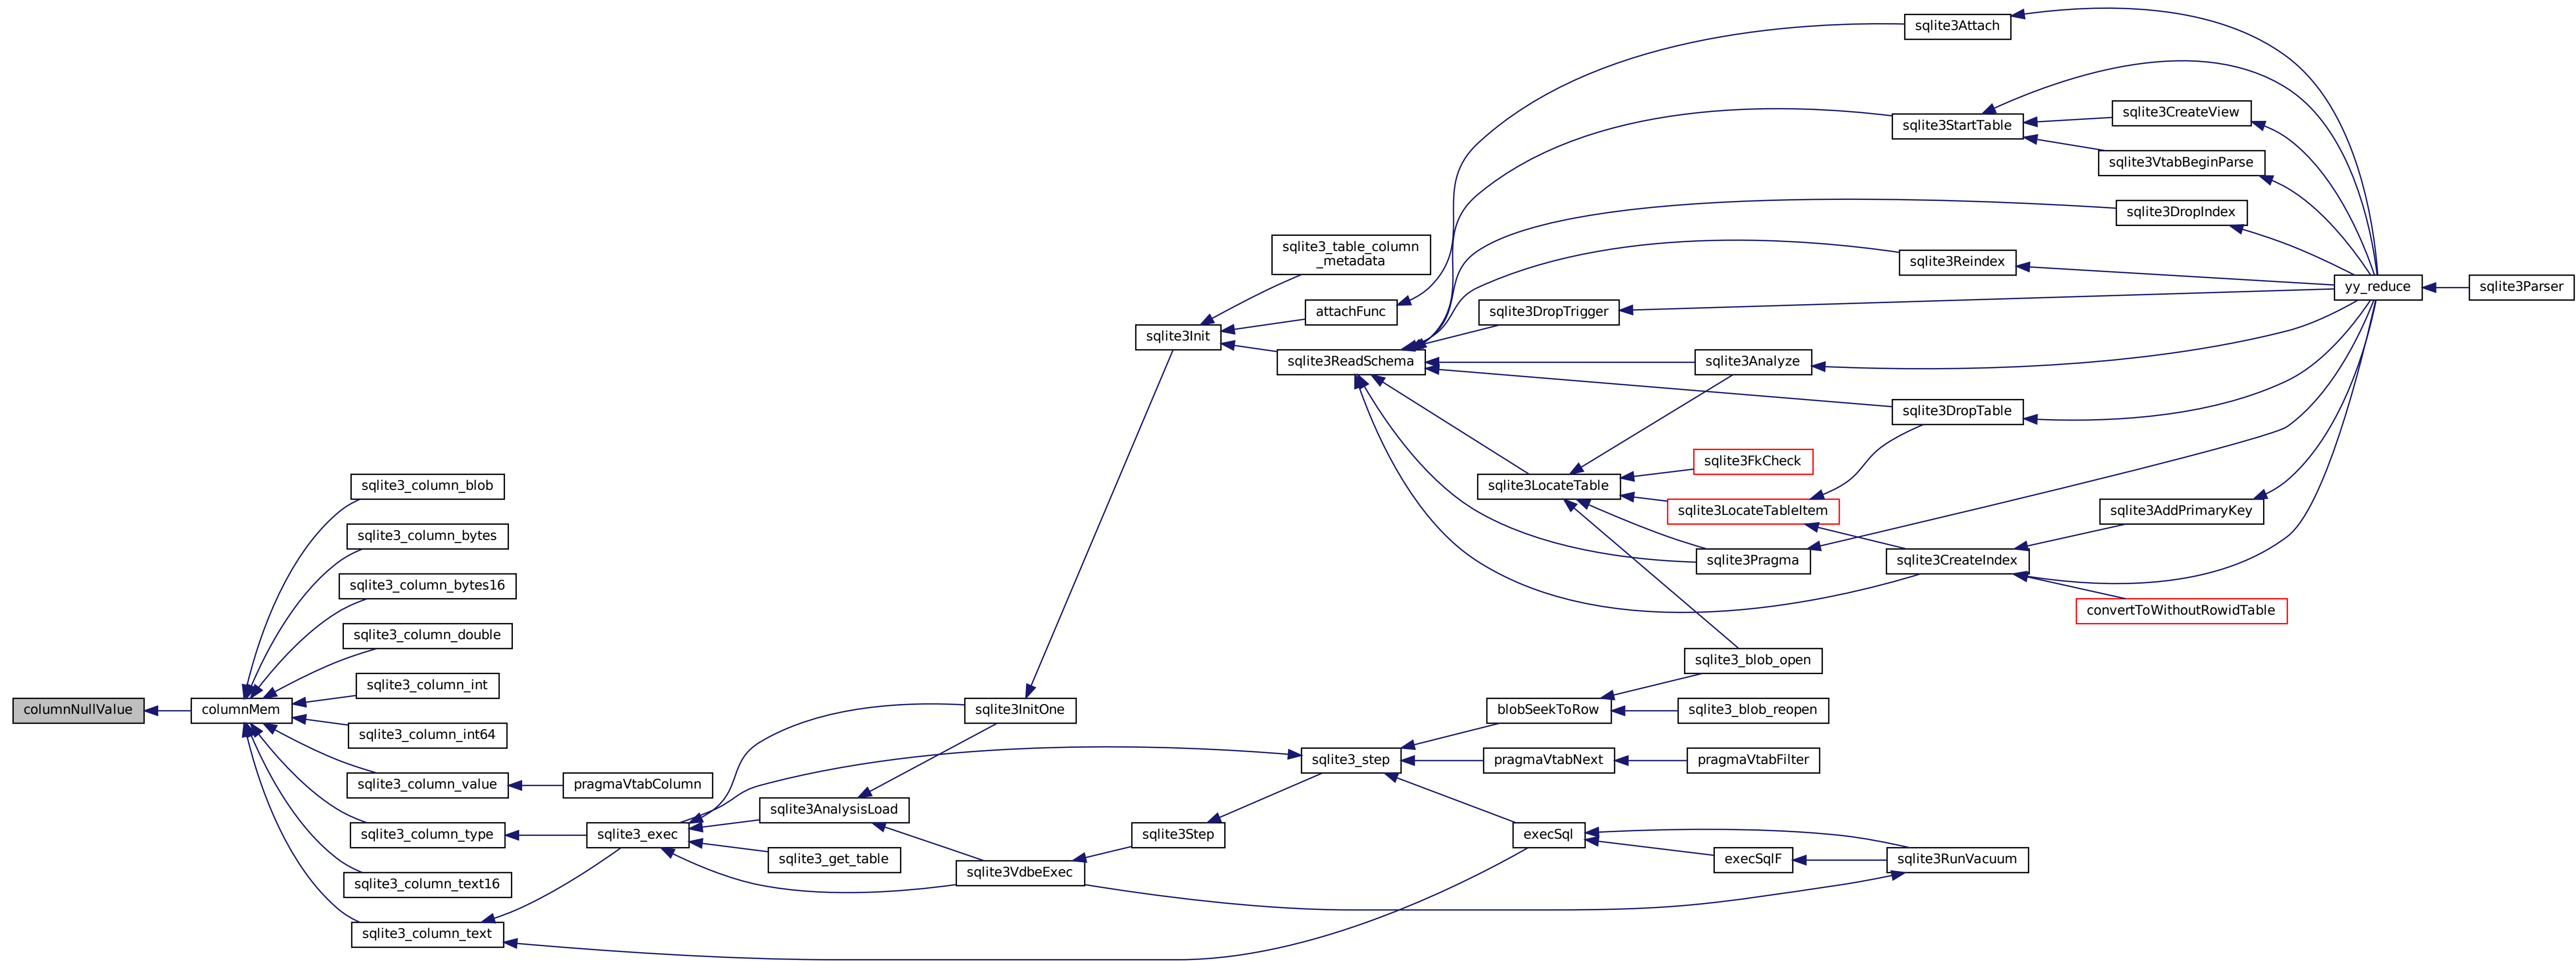 sqlite3Attach
sqlite3CreateView
sqlite3StartTable
sqlite3VtabBeginParse
sqlite3DropIndex
sqlite3_table_column
_metadata
sqlite3Reindex
yy_reduce
sqlite3Parser
attachFunc
sqlite3DropTrigger
sqlite3Init
sqlite3ReadSchema
sqlite3Analyze
sqlite3DropTable
sqlite3FkCheck
sqlite3_column_blob
sqlite3LocateTable
sqlite3LocateTableItem
sqlite3AddPrimaryKey
sqlite3_column_bytes
sqlite3Pragma
sqlite3CreateIndex
sqlite3_column_bytes16
convertToWithoutRowidTable
sqlite3_column_double
sqlite3_blob_open
sqlite3_column_int
columnNullValue
columnMem
sqlite3InitOne
blobSeekToRow
sqlite3_blob_reopen
sqlite3_column_int64
sqlite3_step
pragmaVtabNext
pragmaVtabFilter
sqlite3_column_value
pragmaVtabColumn
sqlite3AnalysisLoad
sqlite3_column_type
sqlite3_exec
sqlite3Step
execSql
sqlite3_get_table
execSqlF
sqlite3RunVacuum
sqlite3VdbeExec
sqlite3_column_text16
sqlite3_column_text